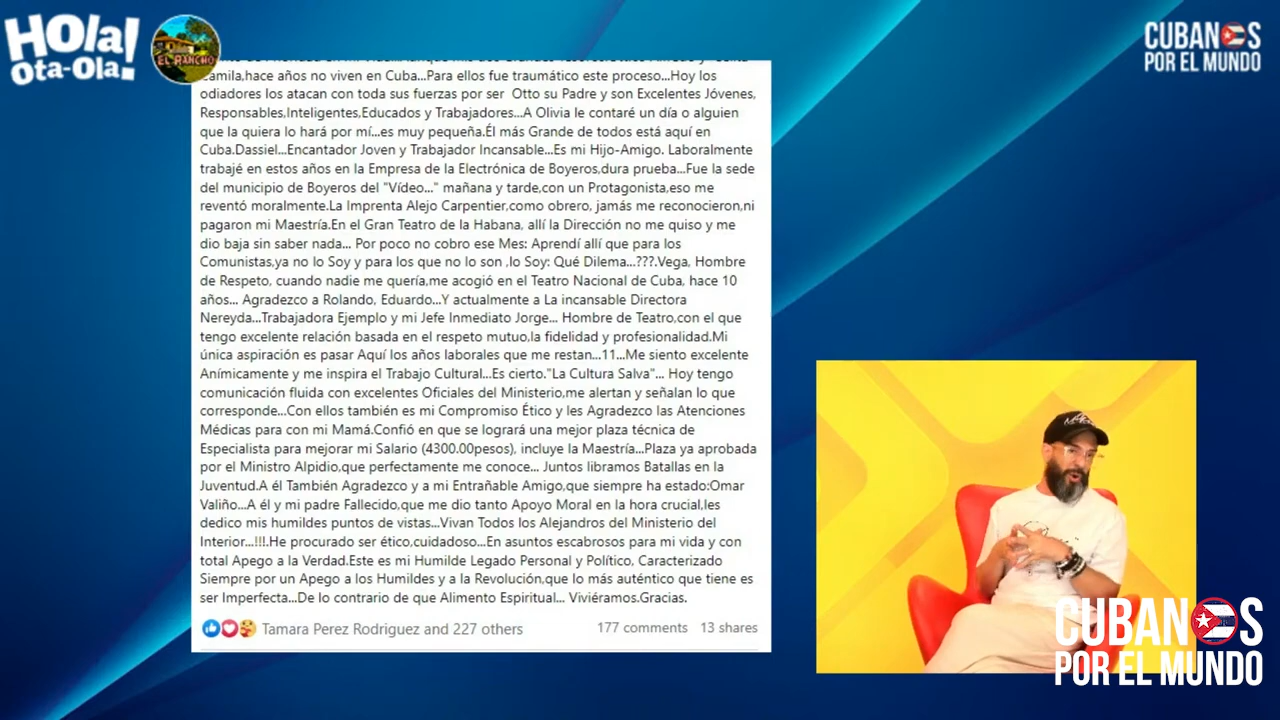 HOla!
Ota-Ola!
EL RANCHO
CUBANOS
POR EL MUNDO
Camila,hace años no viven en Cuba...Para ellos fue traumático este proceso...Hoy los
odiadores los atacan con toda sus fuerzas por ser Otto su Padre y son Excelentes Jóvenes,
Responsables,Inteligentes,Educados y Trabajadores...A Olivia le contaré un día o alguien
que la quiera lo hará por mí...es muy pequeña.Él más Grande de todos está aquí en
Cuba.Dassiel...Encantador Joven y Trabajador Incansable...Es mi Hijo-Amigo. Laboralmente
trabajé en estos años en la Empresa de la Electrónica de Boyeros,dura prueba...Fue la sede
del municipio de Boyeros del "Vídeo..." mañana y tarde,con un Protagonista,eso me
reventó moralmente.La Imprenta Alejo Carpentier,como obrero, jamás me reconocieron,ni
pagaron mi Maestría.En el Gran Teatro de la Habana, allí la Dirección no me quiso y me
dio baja sin saber nada... Por poco no cobro ese Mes: Aprendí allí que para los
Comunistas,ya no lo Soy y para los que no lo son ,lo Soy: Qué Dilema...???.Vega, Hombre
de Respeto, cuando nadie me quería,me acogió en el Teatro Nacional de Cuba, hace 10
años... Agradezco a Rolando, Eduardo...Y actualmente a La incansable Directora
Nereyda...Trabajadora Ejemplo y mi Jefe Inmediato Jorge... Hombre de Teatro,con el que
tengo excelente relación basada en el respeto mutuo,la fidelidad y profesionalidad.Mi
única aspiración es pasar Aquí los años laborales que me restan...11...Me siento excelente
Anímicamente y me inspira el Trabajo Cultural...Es cierto."La Cultura Salva"... Hoy tengo
comunicación fluida con excelentes Oficiales del Ministerio,me alertan y señalan lo que
corresponde...Con ellos también es mi Compromiso Ético y les Agradezco las Atenciones
Médicas para con mi Mamá.Confió en que se logrará una mejor plaza técnica de
Especialista para mejorar mi Salario (4300.00pesos), incluye la Maestría...Plaza ya aprobada
por el Ministro Alpidio,que perfectamente me conoce... Juntos libramos Batallas en la
Juventud.A él También Agradezco y a mi Entrañable Amigo,que siempre ha estado:Omar
Valiño...A él y mi padre Fallecido,que me dio tanto Apoyo Moral en la hora crucial,les
dedico mis humildes puntos de vistas...Vivan Todos los Alejandros del Ministerio del
Interior...!!!.He procurado ser ético,cuidadoso...En asuntos escabrosos para mi vida y con
total Apego a la Verdad.Este es mi Humilde Legado Personal y Político, Caracterizado
Siempre por un Apego a los Humildes y a la Revolución,que lo más auténtico que tiene es
ser Imperfecta...De lo contrario de que Alimento Espiritual... Viviéramos.Gracias.
Tamara Perez Rodriguez and 227 others 177 comments 13 shares
CUBANOS
POR EL MUNDO